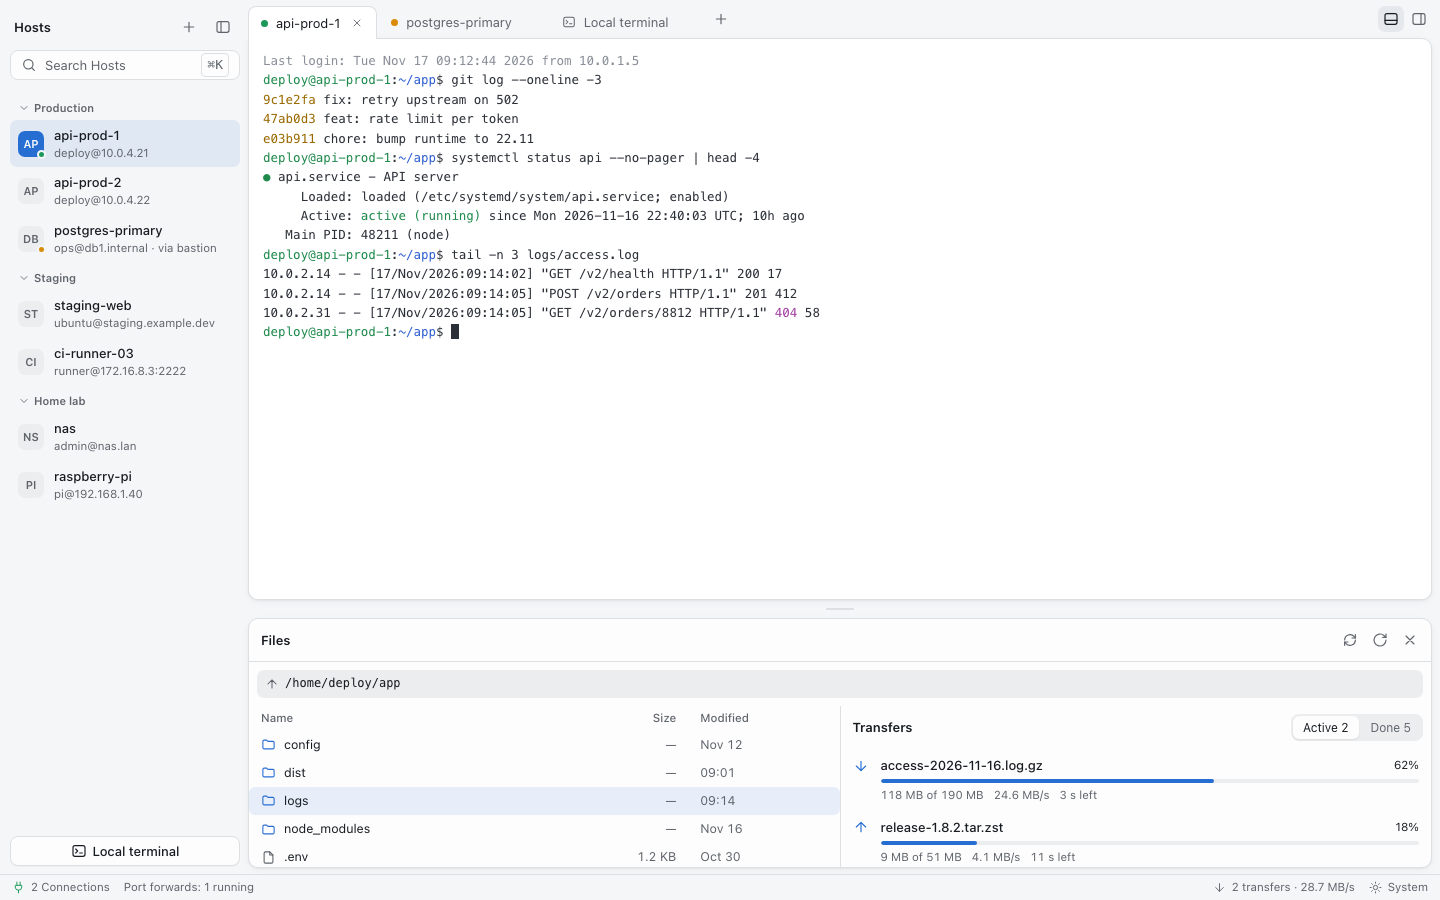 Hosts
Search Hosts ⌘K
Production
AP api-prod-1
deploy@10.0.4.21
AP api-prod-2
deploy@10.0.4.22
DB postgres-primary
ops@db1.internal · via bastion
Staging
ST staging-web
ubuntu@staging.example.dev
CI ci-runner-03
runner@172.16.8.3:2222
Home lab
NS nas
admin@nas.lan
PI raspberry-pi
pi@192.168.1.40
Local terminal
api-prod-1 postgres-primary Local terminal
Last login: Tue Nov 17 09:12:44 2026 from 10.0.1.5
deploy@api-prod-1:~/app$ git log --oneline -3
9c1e2fa fix: retry upstream on 502
47ab0d3 feat: rate limit per token
e03b911 chore: bump runtime to 22.11
deploy@api-prod-1:~/app$ systemctl status api --no-pager | head -4
● api.service - API server
Loaded: loaded (/etc/systemd/system/api.service; enabled)
Active: active (running) since Mon 2026-11-16 22:40:03 UTC; 10h ago
Main PID: 48211 (node)
deploy@api-prod-1:~/app$ tail -n 3 logs/access.log
10.0.2.14 - - [17/Nov/2026:09:14:02] "GET /v2/health HTTP/1.1" 200 17
10.0.2.14 - - [17/Nov/2026:09:14:05] "POST /v2/orders HTTP/1.1" 201 412
10.0.2.31 - - [17/Nov/2026:09:14:05] "GET /v2/orders/8812 HTTP/1.1" 404 58
deploy@api-prod-1:~/app$
Files
/home/deploy/app
Name Size Modified
config — Nov 12
dist — 09:01
logs — 09:14
node_modules — Nov 16
.env 1.2 KB Oct 30
Transfers Active 2 Done 5
access-2026-11-16.log.gz 62%
118 MB of 190 MB 24.6 MB/s 3 s left
release-1.8.2.tar.zst 18%
9 MB of 51 MB 4.1 MB/s 11 s left
2 Connections Port forwards: 1 running 2 transfers · 28.7 MB/s System